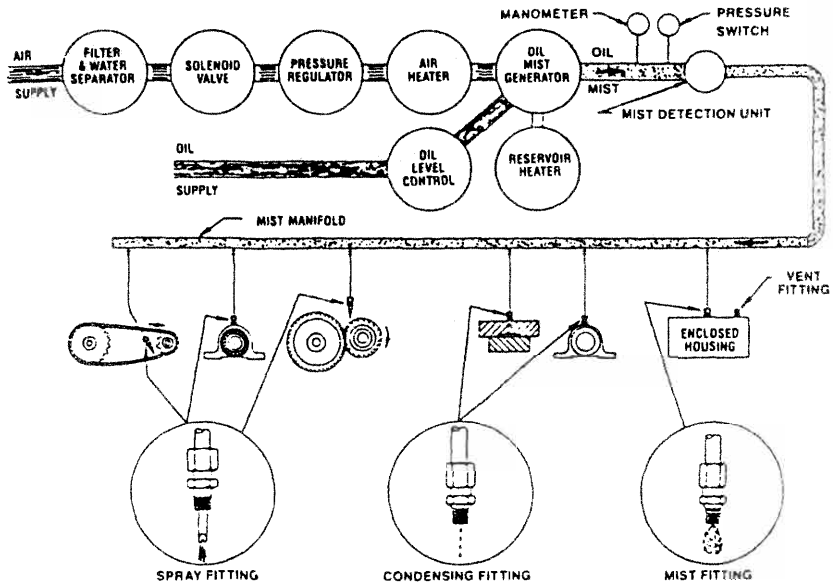 AIR
SUPPLY
FILTER
& WATER
SEPARATOR
SOLENOID
VALVE
PRESSURE
REGULATOR
AIR
HEATER
OIL
MIST
GENERATOR
OIL
MIST
MANOMETER
PRESSURE
SWITCH
MIST DETECTION UNIT
OIL
SUPPLY
OIL
LEVEL
CONTROL
RESERVOIR
HEATER
MIST MANIFOLD
VENT
FITTING
ENCLOSED
HOUSING
SPRAY FITTING
CONDENSING FITTING
MIST FITTING